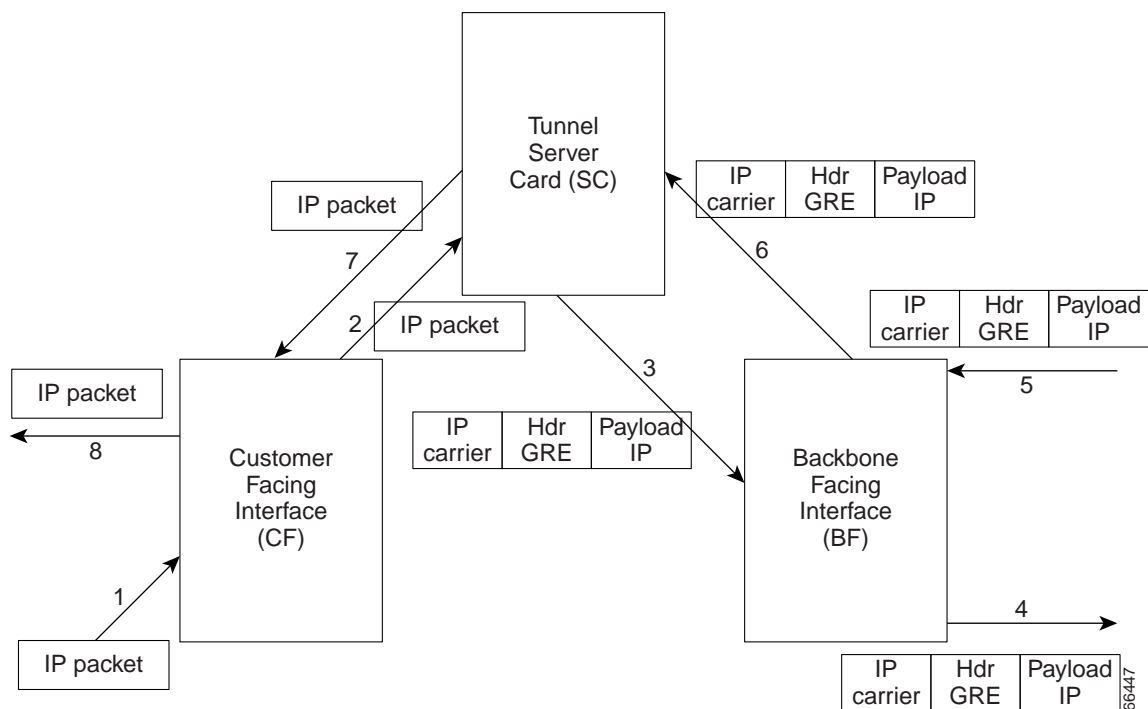 Tunnel
Server
Card (SC)
IP
carrier
Hdr
GRE
Payload
IP
IP packet
7
6
2
IP packet
IP
carrier
Hdr
GRE
Payload
IP
3
5
IP packet
8
IP
carrier
Hdr
GRE
Payload
IP
Customer
Facing
Interface
(CF)
Backbone
Facing
Interface
(BF)
1
4
IP packet
IP
carrier
Hdr
GRE
Payload
IP
66447